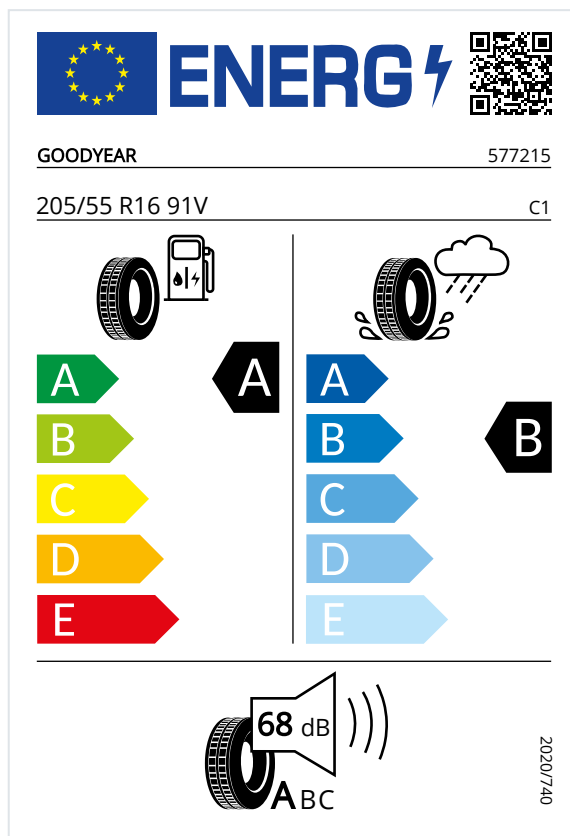 ENERG
GOODYEAR 577215
205/55 R16 91V C1
A A A
B B B
C C
D D
E E
68 dB
ABC
2020/740